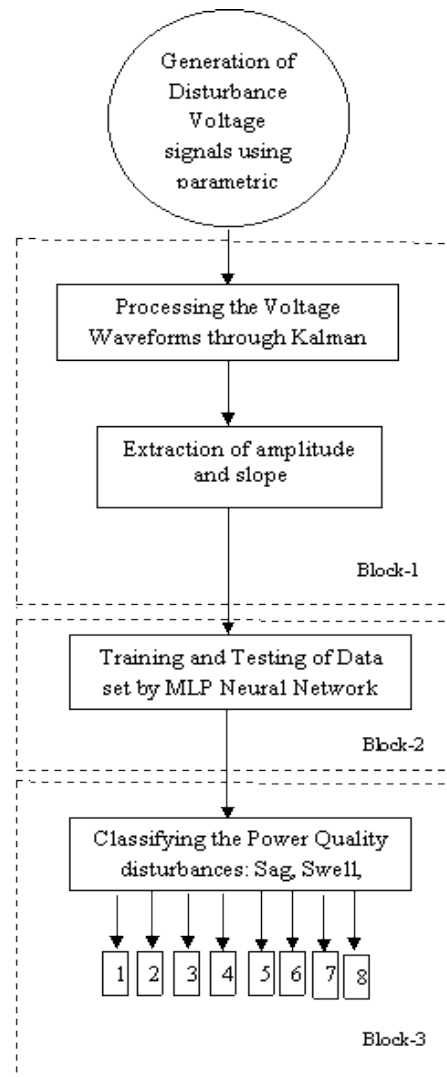 Generation of
Disturbance
Voltage
signals using
parametric
Processing the Voltage
Waveforms through Kalman
Extraction of amplitude
and slope
Block-1
Training and Testing of Data
set by MLP Neural Network
Block-2
Classifying the Power Quality
disturbances: Sag, Swell,
1 2 3 4 5 6 7 8
Block-3